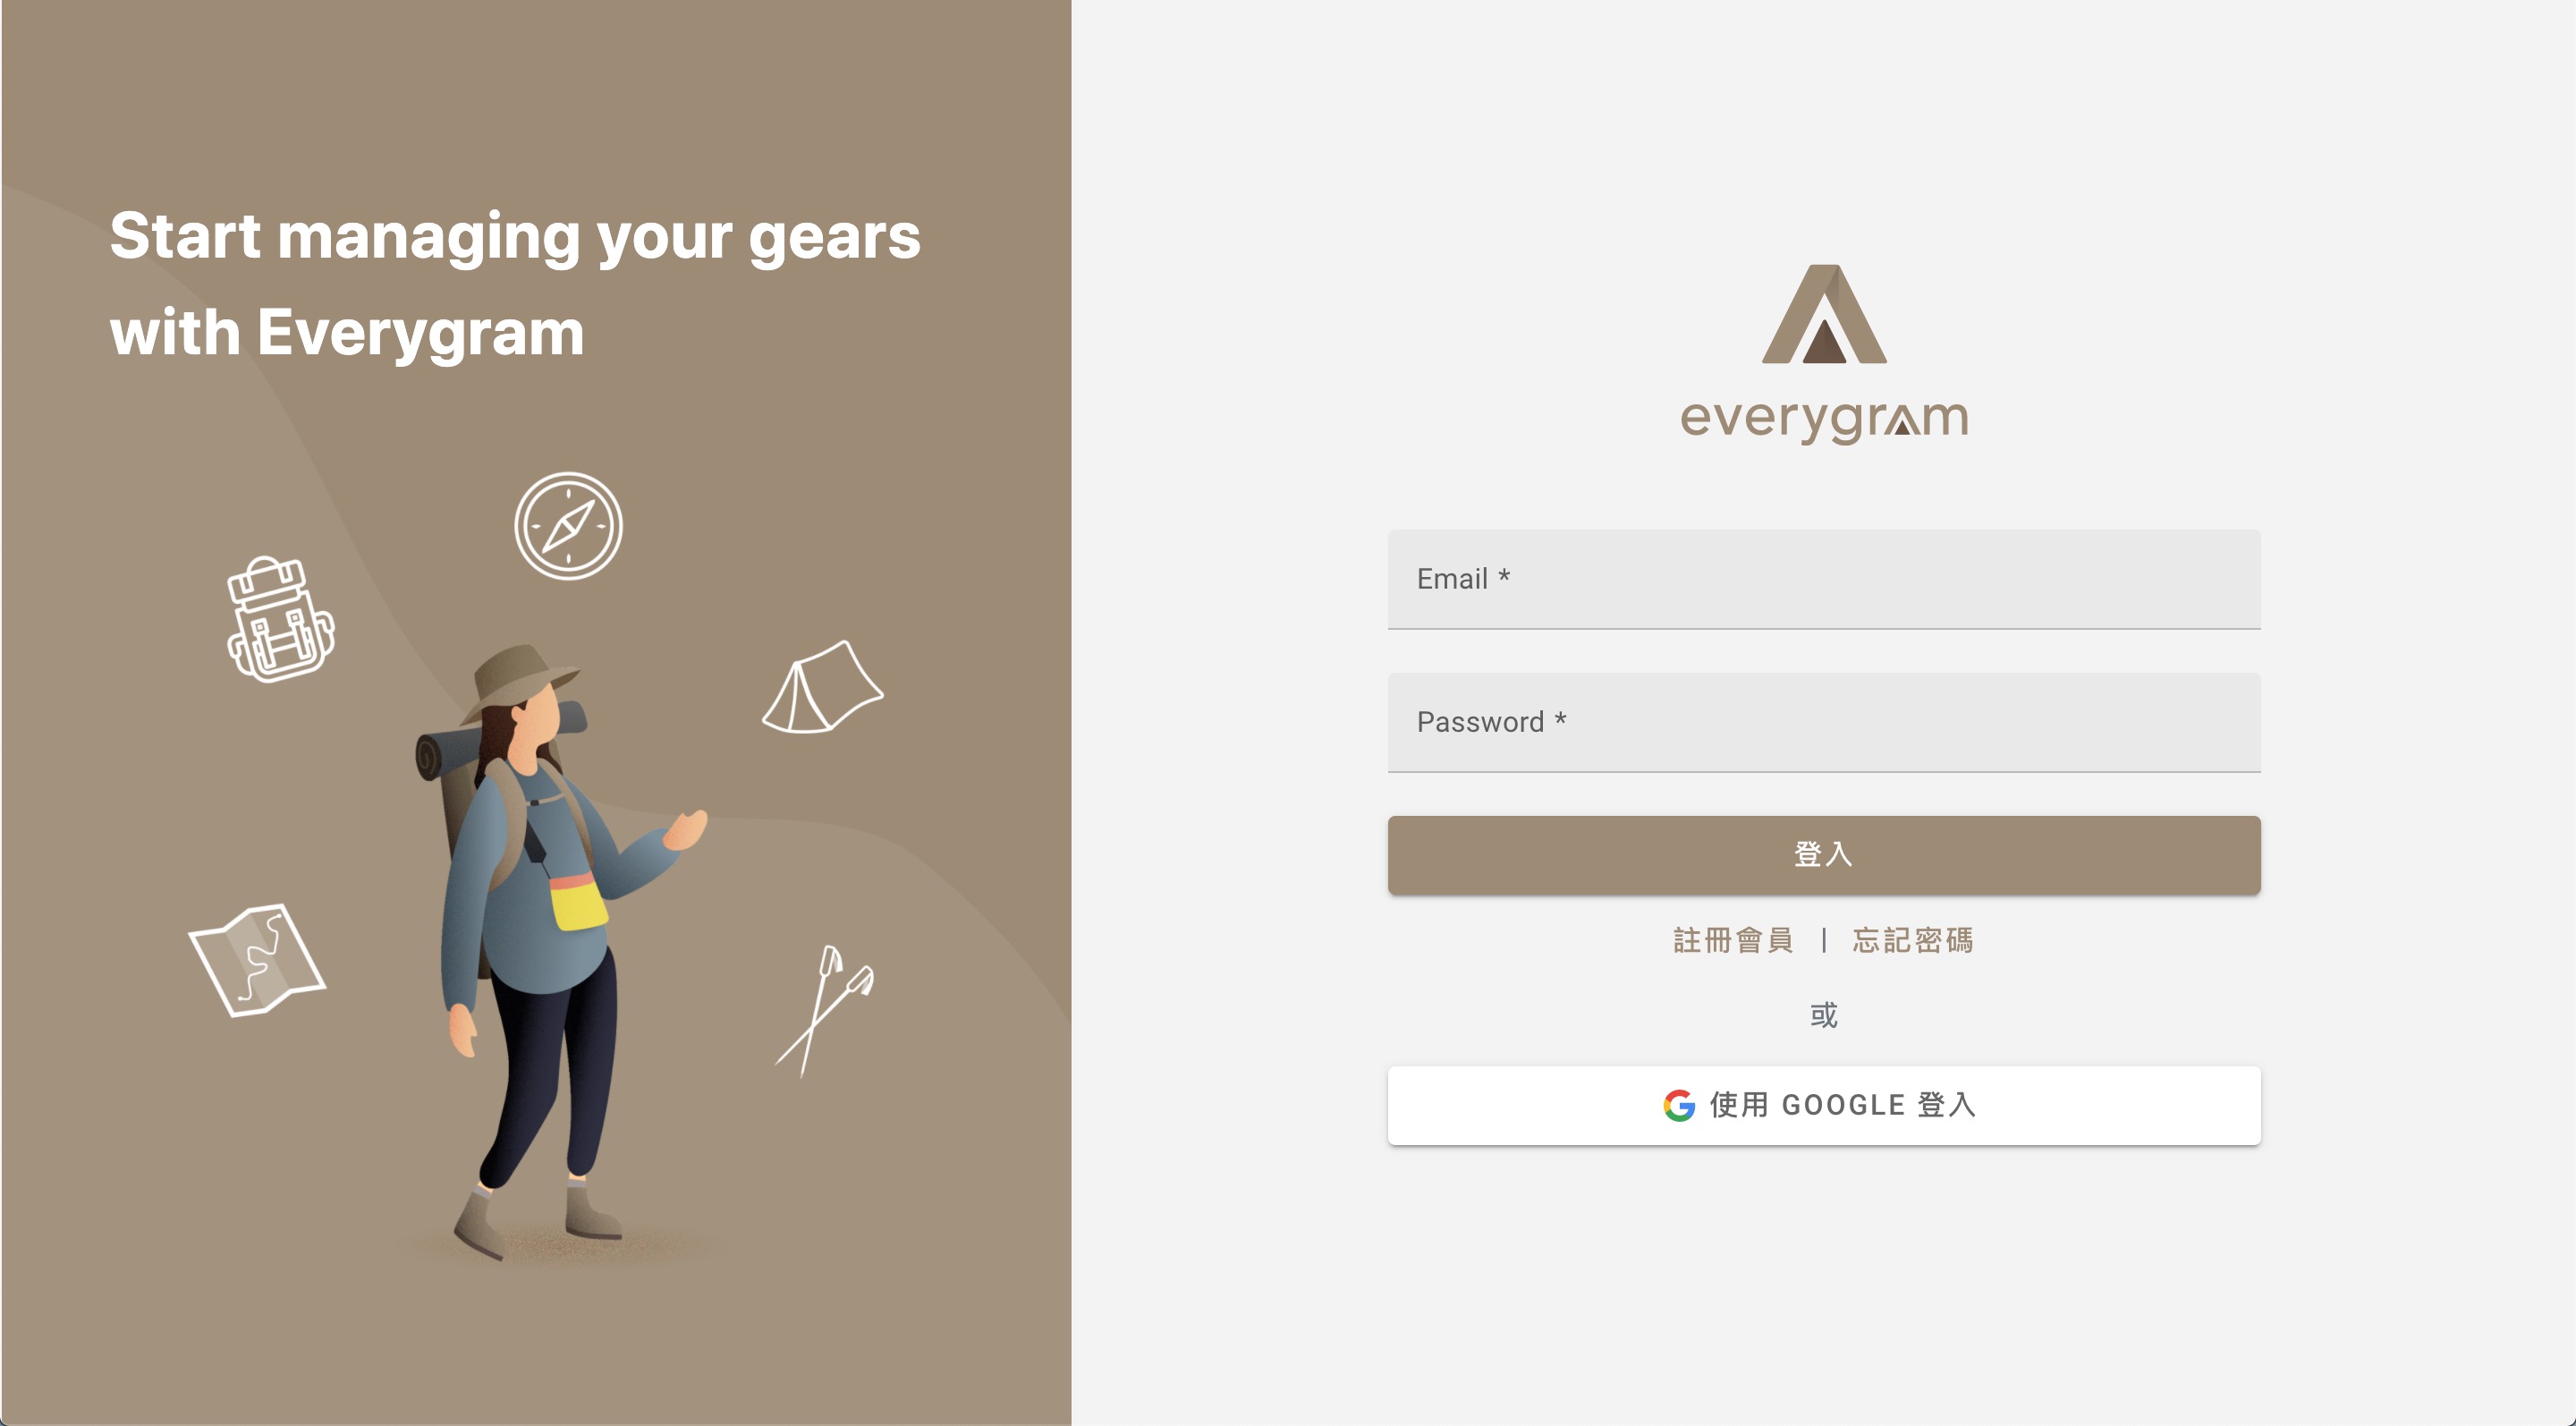 Start managing your gears
with Everygram
everygram
Email *
Password *
登入
註冊會員 | 忘記密碼
或
使用 GOOGLE 登入